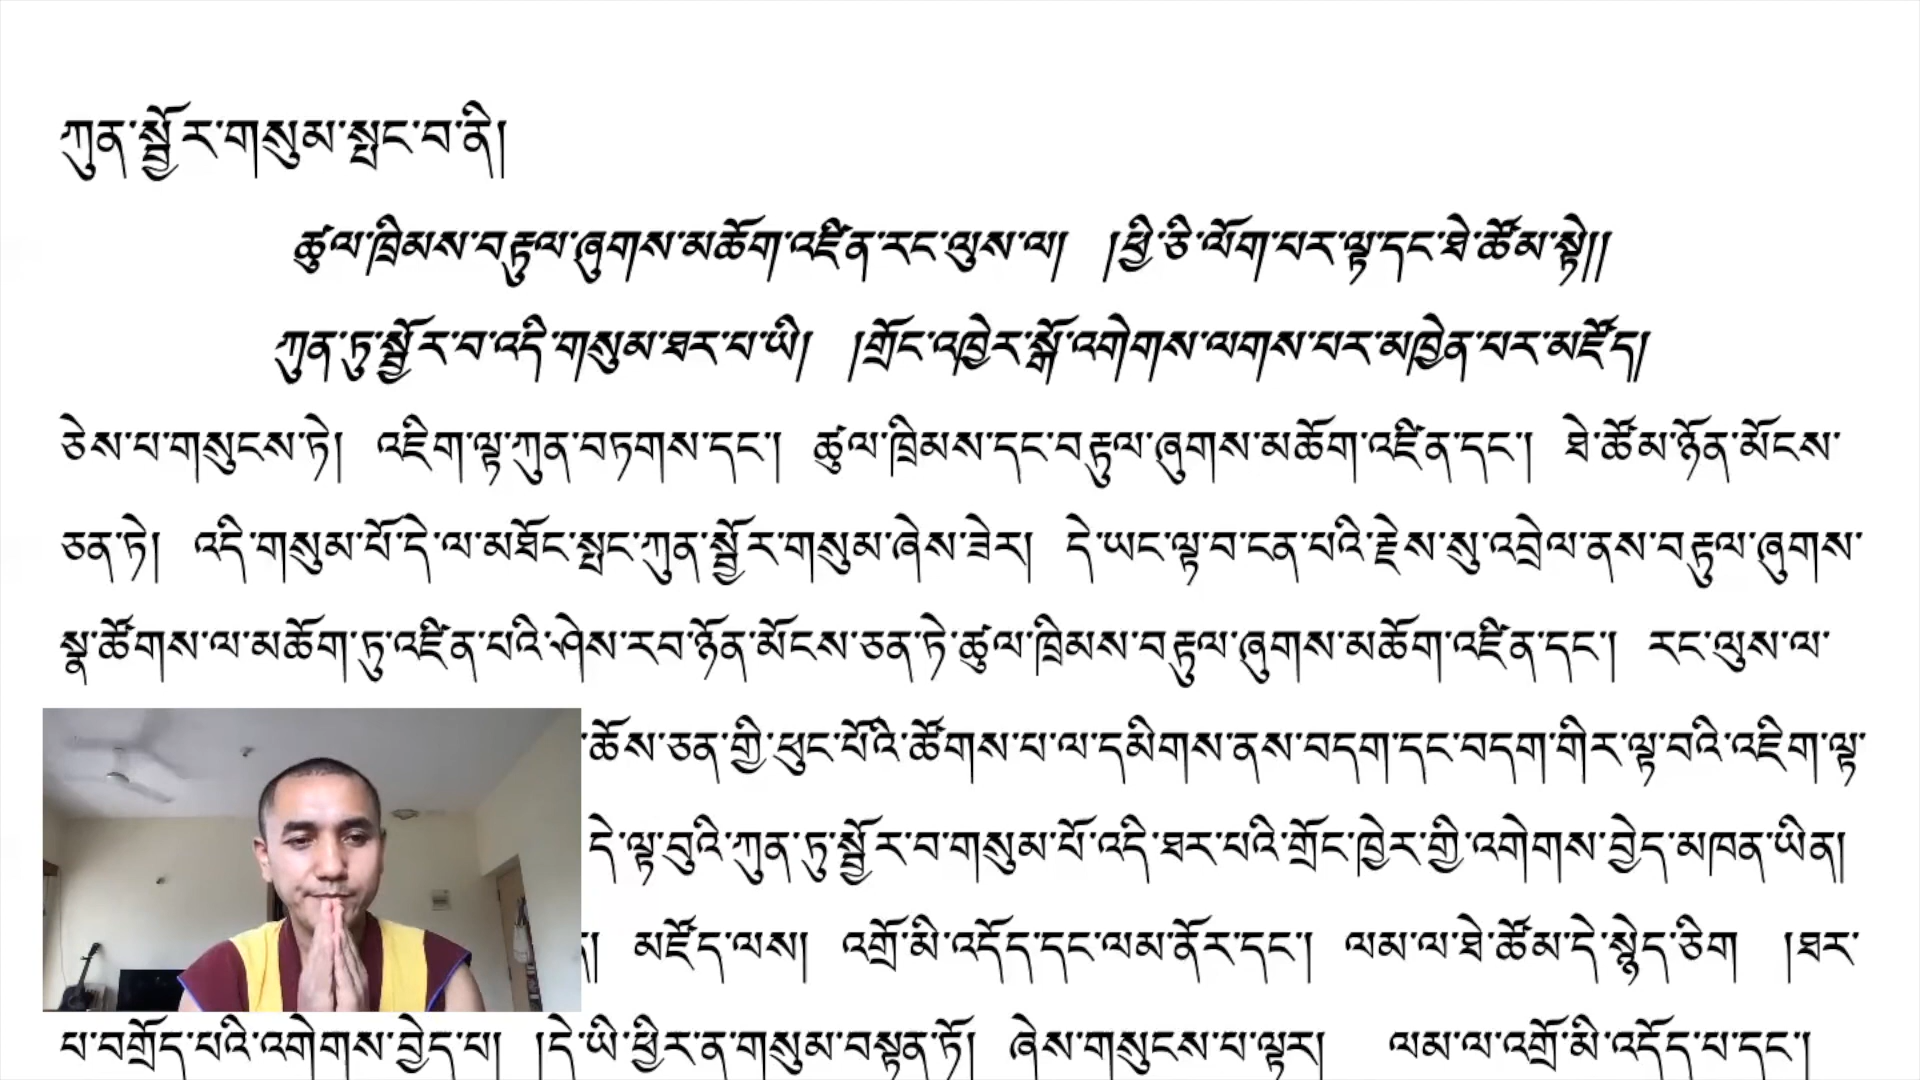 ཀུན་སྦྱོར་གསུམ་སྤང་བ་ནི།
ཚུལ་ཁྲིམས་བརྟུལ་ཞུགས་མཆོག་འཛིན་རང་ལུས་ལ། །ཕྱི་ཅི་ལོག་པར་ལྟ་དང་ཐེ་ཚོམ་སྟེ།།
ཀུན་ཏུ་སྦྱོར་བ་འདི་གསུམ་ཐར་པ་ཡི། །གྲོང་འཁྱེར་སྒོ་འགེགས་ལགས་པར་མཁྱེན་པར་མཛོད།
ཅེས་པ་གསུངས་ཏེ། འཇིག་ལྟ་ཀུན་བཏགས་དང་། ཚུལ་ཁྲིམས་དང་བརྟུལ་ཞུགས་མཆོག་འཛིན་དང་། ཐེ་ཚོམ་ཉོན་མོངས་
ཅན་ཏེ། འདི་གསུམ་པོ་དེ་ལ་མཐོང་སྤང་ཀུན་སྦྱོར་གསུམ་ཞེས་ཟེར། དེ་ཡང་ལྟ་བ་ངན་པའི་རྗེས་སུ་འབྲེལ་ནས་བརྟུལ་ཞུགས་
སྣ་ཚོགས་ལ་མཆོག་ཏུ་འཛིན་པའི་ཤེས་རབ་ཉོན་མོངས་ཅན་ཏེ་ཚུལ་ཁྲིམས་བརྟུལ་ཞུགས་མཆོག་འཛིན་དང་། རང་ལུས་ལ་
ཆོས་ཅན་གྱི་ཕུང་པོའི་ཚོགས་པ་ལ་དམིགས་ནས་བདག་དང་བདག་གིར་ལྟ་བའི་འཇིག་ལྟ་
དེ་ལྟ་བུའི་ཀུན་ཏུ་སྦྱོར་བ་གསུམ་པོ་འདི་ཐར་པའི་གྲོང་ཁྱེར་གྱི་འགེགས་བྱེད་མཁན་ཡིན།
མཛོད་ལས། འགྲོ་མི་འདོད་དང་ལམ་ནོར་དང་། ལམ་ལ་ཐེ་ཚོམ་དེ་སྙེད་ཅིག །ཐར་
པ་བགྲོད་པའི་འགེགས་བྱེད་པ། །དེ་ཡི་ཕྱིར་ན་གསུམ་བསྟན་ཏོ། ཞེས་གསུངས་པ་ལྟར། ལམ་ལ་འགྲོ་མི་འདོད་པ་དང་།